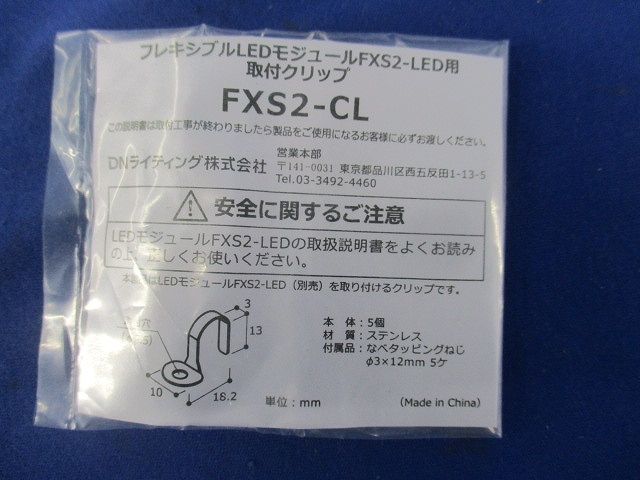 フレキシブルLEDモジュールFXS2-LED用
取付クリップ
FXS2-CL
この説明書は取付工事が終わりましたら製品をご使用になるお客様に必ずお渡しください。
DNライティング株式会社
営業本部
〒141-0031 東京都品川区西五反田1-13-5
Tel.03-3492-4460
安全に関するご注意
LEDモジュールFXS2-LEDの取扱説明書をよくお読み
の上、正しくお使いください。
本製品はLEDモジュールFXS2-LED（別売）を取り付けるクリップです。
3
13
穴
10
18.2
単位：mm
本 体：5個
材 質：ステンレス
付属品：なべタッピングねじ
φ3×12mm 5ケ
(Made in China)